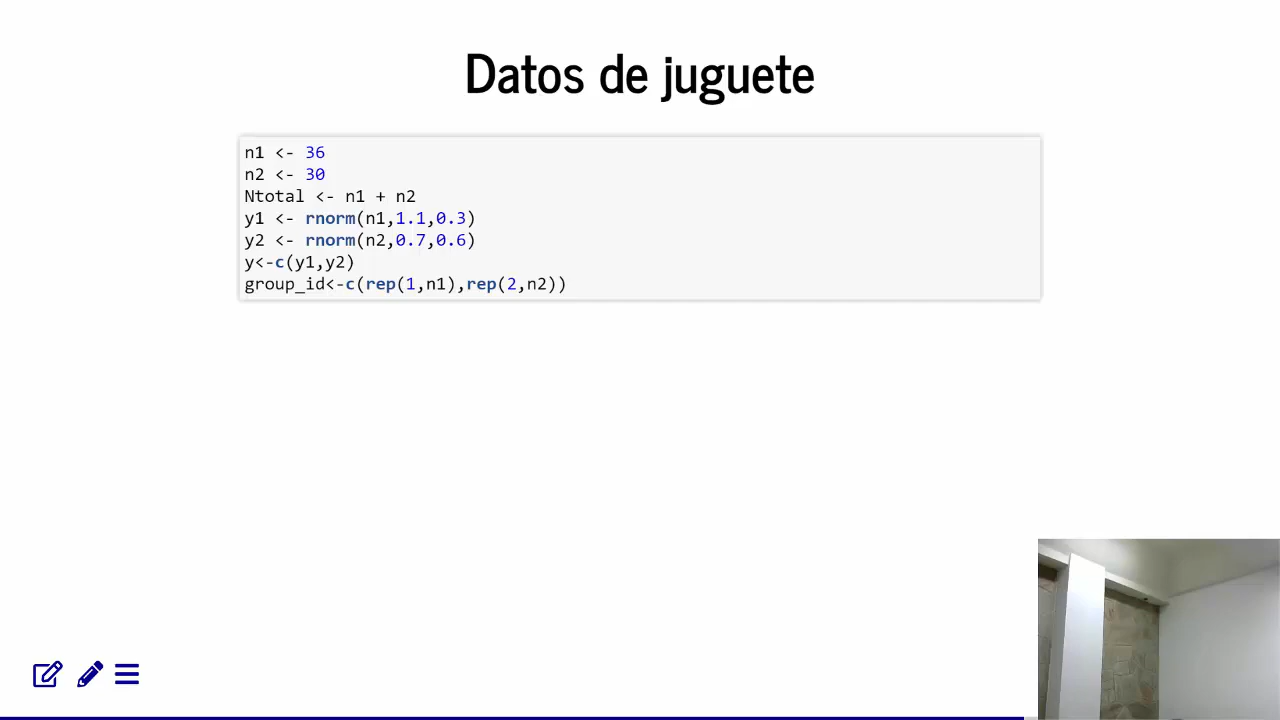 Datos de juguete
n1 <- 36
n2 <- 30
Ntotal <- n1 + n2
y1 <- rnorm(n1,1.1,0.3)
y2 <- rnorm(n2,0.7,0.6)
y<-c(y1,y2)
group_id<-c(rep(1,n1),rep(2,n2))